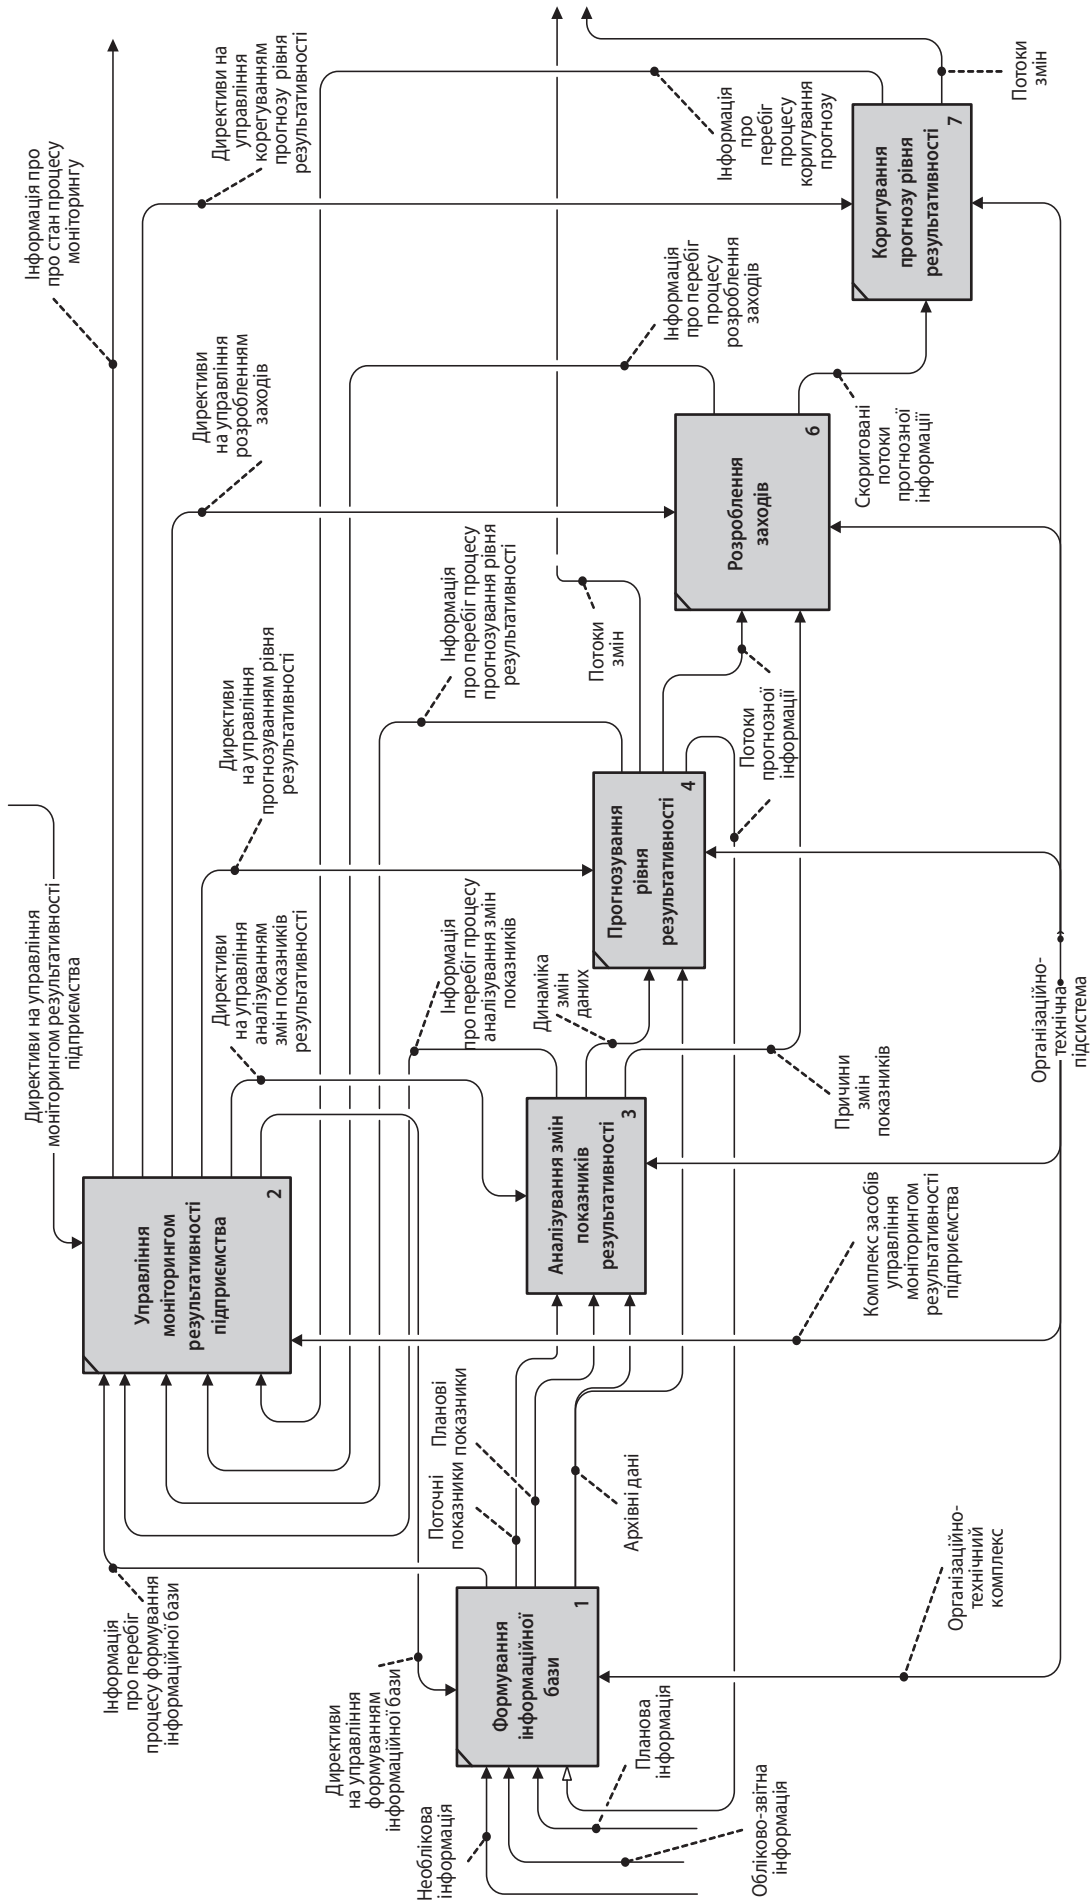 Директиви на управління
моніторингом результативності
підприємства
Інформація про
про стан процесу
моніторингу
Інформація
про перебіг
процесу формування
інформаційної бази
Управління
моніторингом
результативності
підприємства
2
Директиви
на управління
аналізуванням
змін показників
результативності
Директиви
на управління
прогнозуванням рівня
результативності
Директиви
на управління
розробленням
заходів
Директиви на
управління
корегуванням
прогнозу рівня
результативності
Директиви
на управління
формуванням
інформаційної бази
Необлікова
інформація
Формування
інформаційної
бази
1
Поточні
показники
Планові
показники
Архівні дані
Планова
інформація
Обліково-звітна
інформація
Аналізування змін
показників
результативності
3
Інформація
про перебіг процесу
аналізування змін
показників
Динаміка
змін
даних
Причини
змін
показників
Прогнозування
рівня
результативності
4
Інформація
про перебіг процесу
прогнозування рівня
результативності
Потоки
змін
Потоки
прогнозної
інформації
Розроблення
заходів
6
Інформація
про перебіг
процесу
розроблення
заходів
Скориговані
потоки
прогнозної
інформації
Коригування
прогнозу рівня
результативності
7
Інформація
про
перебіг
процесу
коригування
прогнозу
Потоки
змін
Організаційно-
технічний
комплекс
Комплекс засобів
управління
моніторингом
результативності
підприємства
Організаційно-
технічна
підсистема